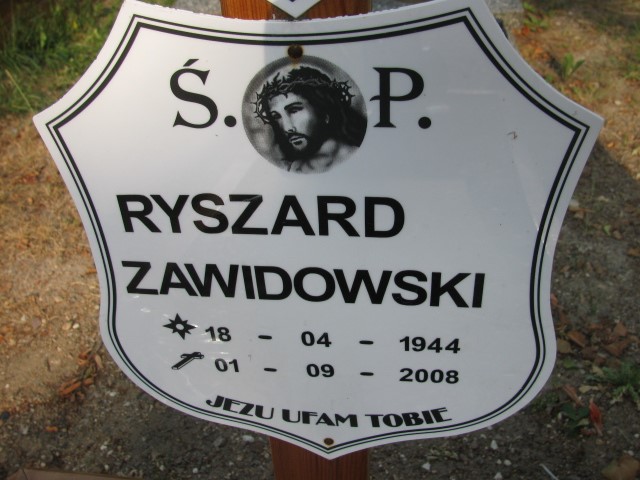 Ś. P.
RYSZARD
ZAWIDOWSKI
18 - 04 - 1944
01 - 09 - 2008
JEZU UFAM TOBIE